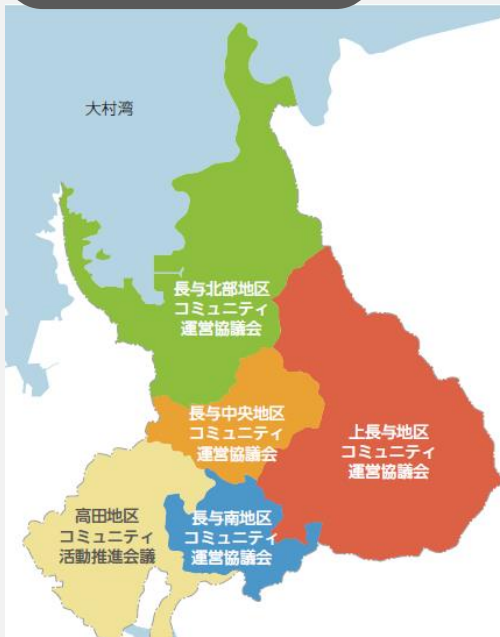 大村湾
長与北部地区
コミュニティ
運営協議会
長与中央地区
コミュニティ
運営協議会
上長与地区
コミュニティ
運営協議会
高田地区
コミュニティ
活動推進会議
長与南地区
コミュニティ
運営協議会